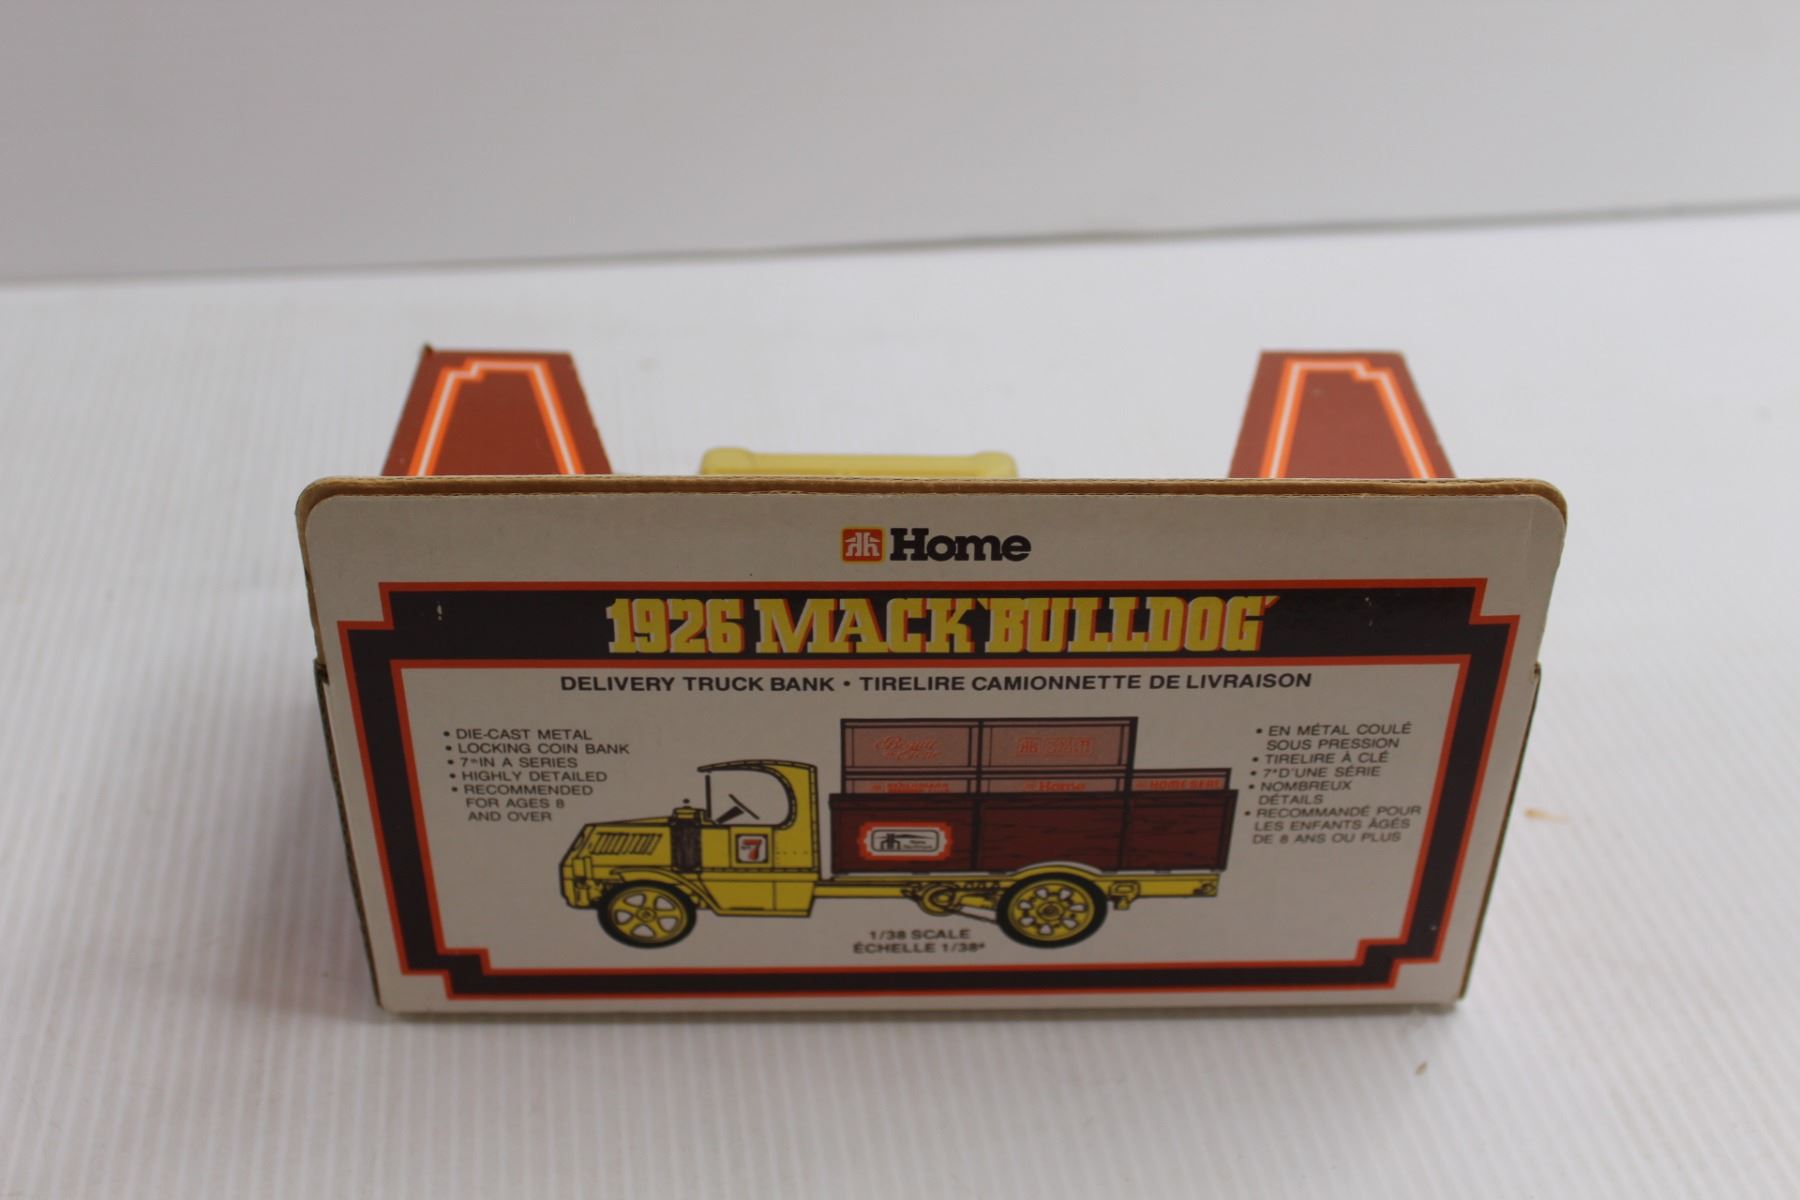 Home
1926 MACK 'BULLDOG'
DELIVERY TRUCK BANK • TIRELIRE CAMIONNETTE DE LIVRAISON
• DIE-CAST METAL
• LOCKING COIN BANK
• 7th IN A SERIES
• HIGHLY DETAILED
• RECOMMENDED
FOR AGES 8
AND OVER
• EN MÉTAL COULÉ
SOUS PRESSION
• TIRELIRE À CLÉ
• 7e D'UNE SÉRIE
• NOMBREUX
DÉTAILS
• RECOMMANDÉ POUR
LES ENFANTS ÂGÉS
DE 8 ANS OU PLUS
Home
7
1/38 SCALE
ÉCHELLE 1/38e